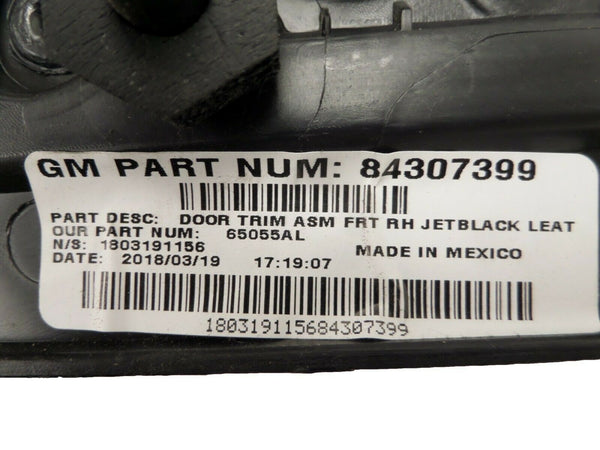 GM PART NUM: 84307399
PART DESC: DOOR TRIM ASM FRT RH JETBLACK LEAT
OUR PART NUM: 65055AL
N/S: 1803191156 MADE IN MEXICO
DATE: 2018/03/19 17:19:07
180319115684307399